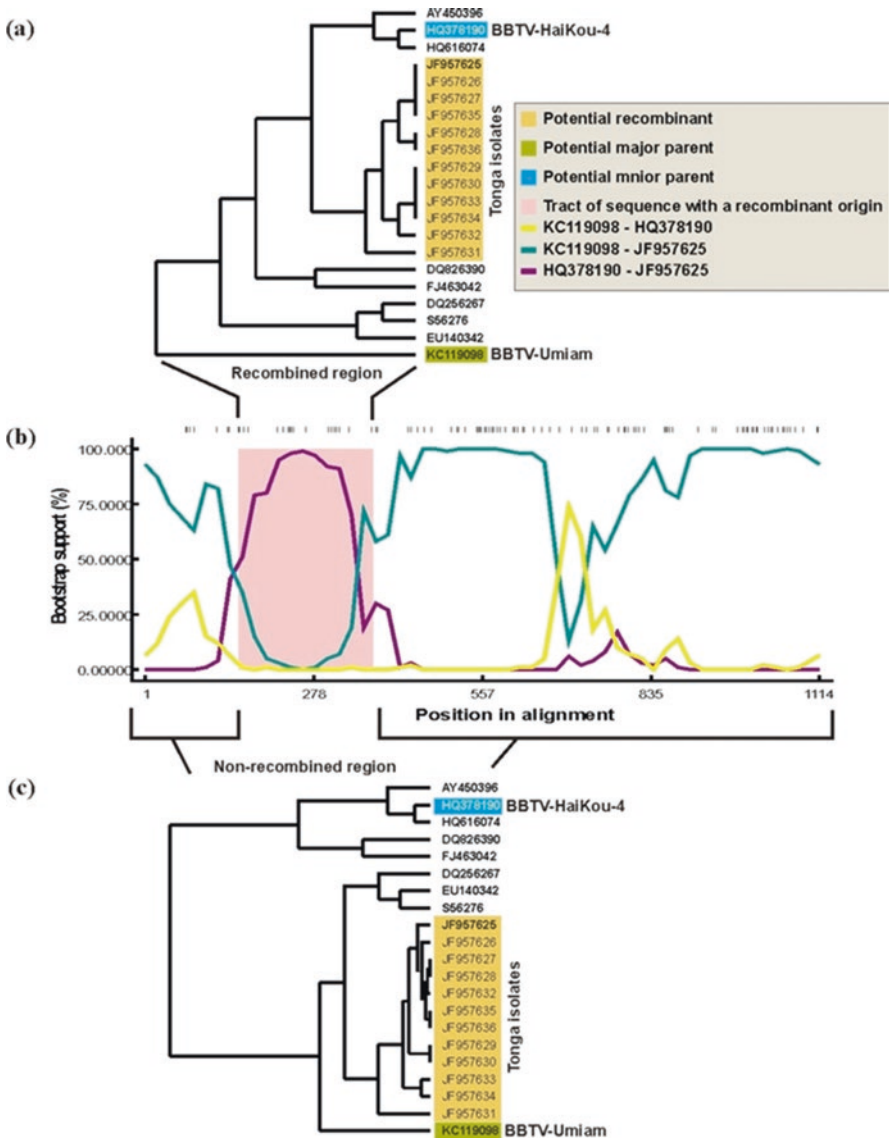 (a)
AY450396
HQ378190 BBTV-HaiKou-4
HQ616074
JF957625
JF957626
JF957627
JF957635
JF957628
JF957636
JF957629
JF957630
JF957633
JF957634
JF957632
JF957631
Tonga isolates
DQ826390
FJ463042
DQ256267
S56276
EU140342
KC119098 BBTV-Umiam
Potential recombinant
Potential major parent
Potential mnior parent
Tract of sequence with a recombinant origin
KC119098 - HQ378190
KC119098 - JF957625
HQ378190 - JF957625
Recombined region
(b)
Bootstrap support (%)
100.0000
75.0000
50.0000
25.0000
0.00000
1 278 557 835 1114
Position in alignment
Non-recombined region
(c)
AY450396
HQ378190 BBTV-HaiKou-4
HQ616074
DQ826390
FJ463042
DQ256267
EU140342
S56276
JF957625
JF957626
JF957627
JF957628
JF957632
JF957635
JF957636
JF957629
JF957630
JF957633
JF957634
JF957631
Tonga isolates
KC119098 BBTV-Umiam